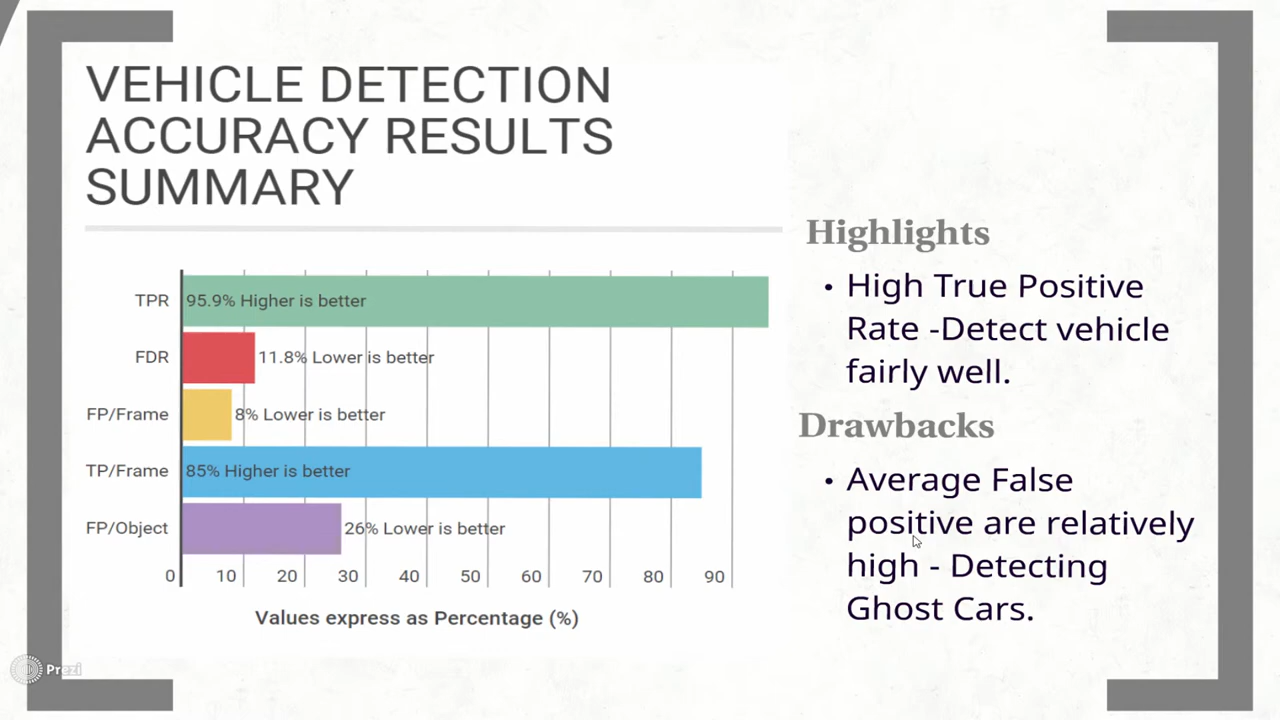 VEHICLE DETECTION
ACCURACY RESULTS
SUMMARY
TPR
95.9% Higher is better
FDR
11.8% Lower is better
FP/Frame
8% Lower is better
TP/Frame
85% Higher is better
FP/Object
26% Lower is better
0 10 20 30 40 50 60 70 80 90
Values express as Percentage (%)
Highlights
• High True Positive
Rate -Detect vehicle
fairly well.
Drawbacks
• Average False
positive are relatively
high - Detecting
Ghost Cars.
Prezi